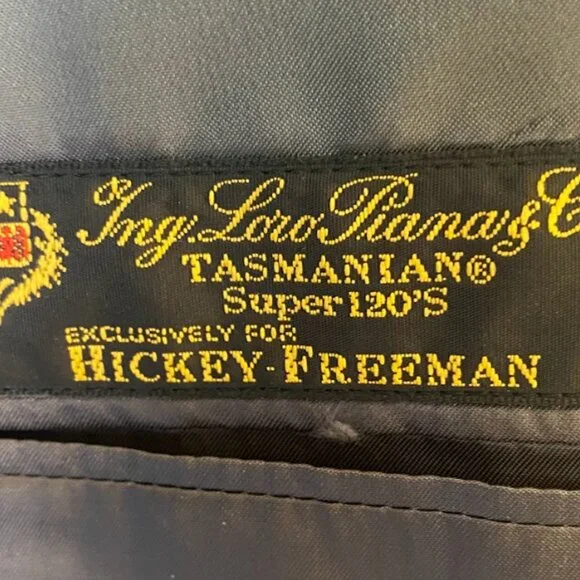 Ing. Loro Piana & C
TASMANIAN®
Super 120'S
EXCLUSIVELY FOR
HICKEY-FREEMAN